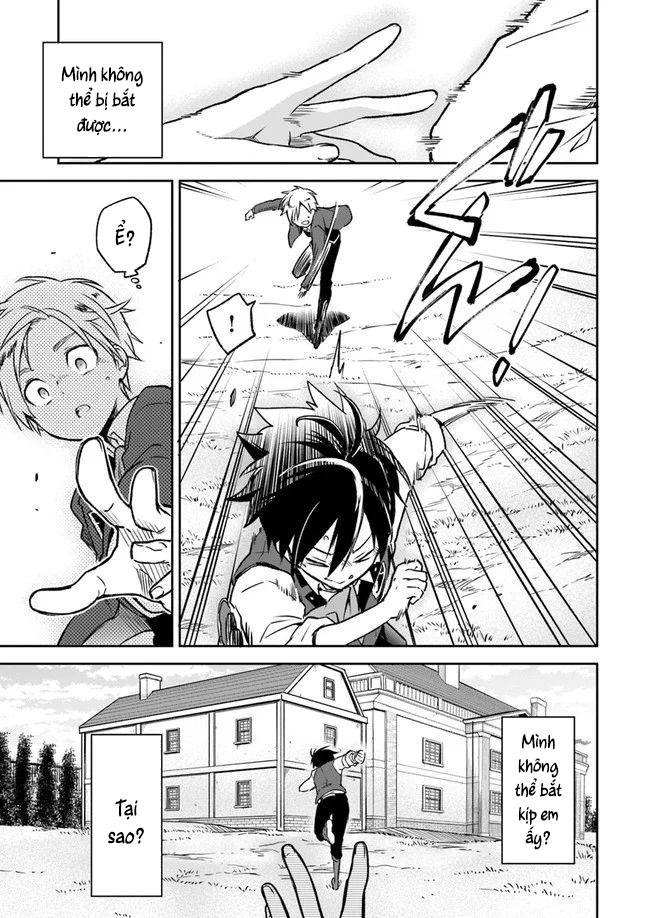 Mình không
thể bị bắt
được...
!
Ể?
Mình
không
thể bắt
kịp em
ấy?
Tại
sao?